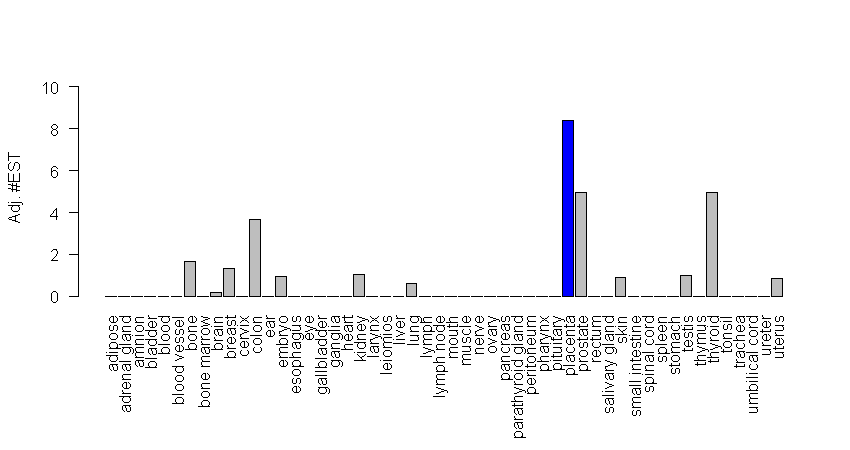 10
8
6
4
2
0
Adj. #EST
adipose
adrenal gland
amnion
bladder
blood
blood vessel
bone
bone marrow
brain
breast
cervix
colon
ear
embryo
esophagus
eye
gallbladder
ganglia
heart
kidney
larynx
leiomios
liver
lung
lymph
lymph node
mouth
muscle
nerve
ovary
pancreas
parathyroid gland
peritoneum
pharynx
pituitary
placenta
prostate
rectum
salivary gland
skin
small intestine
spinal cord
spleen
stomach
testis
thymus
thyroid
tonsil
trachea
umbilical cord
ureter
uterus